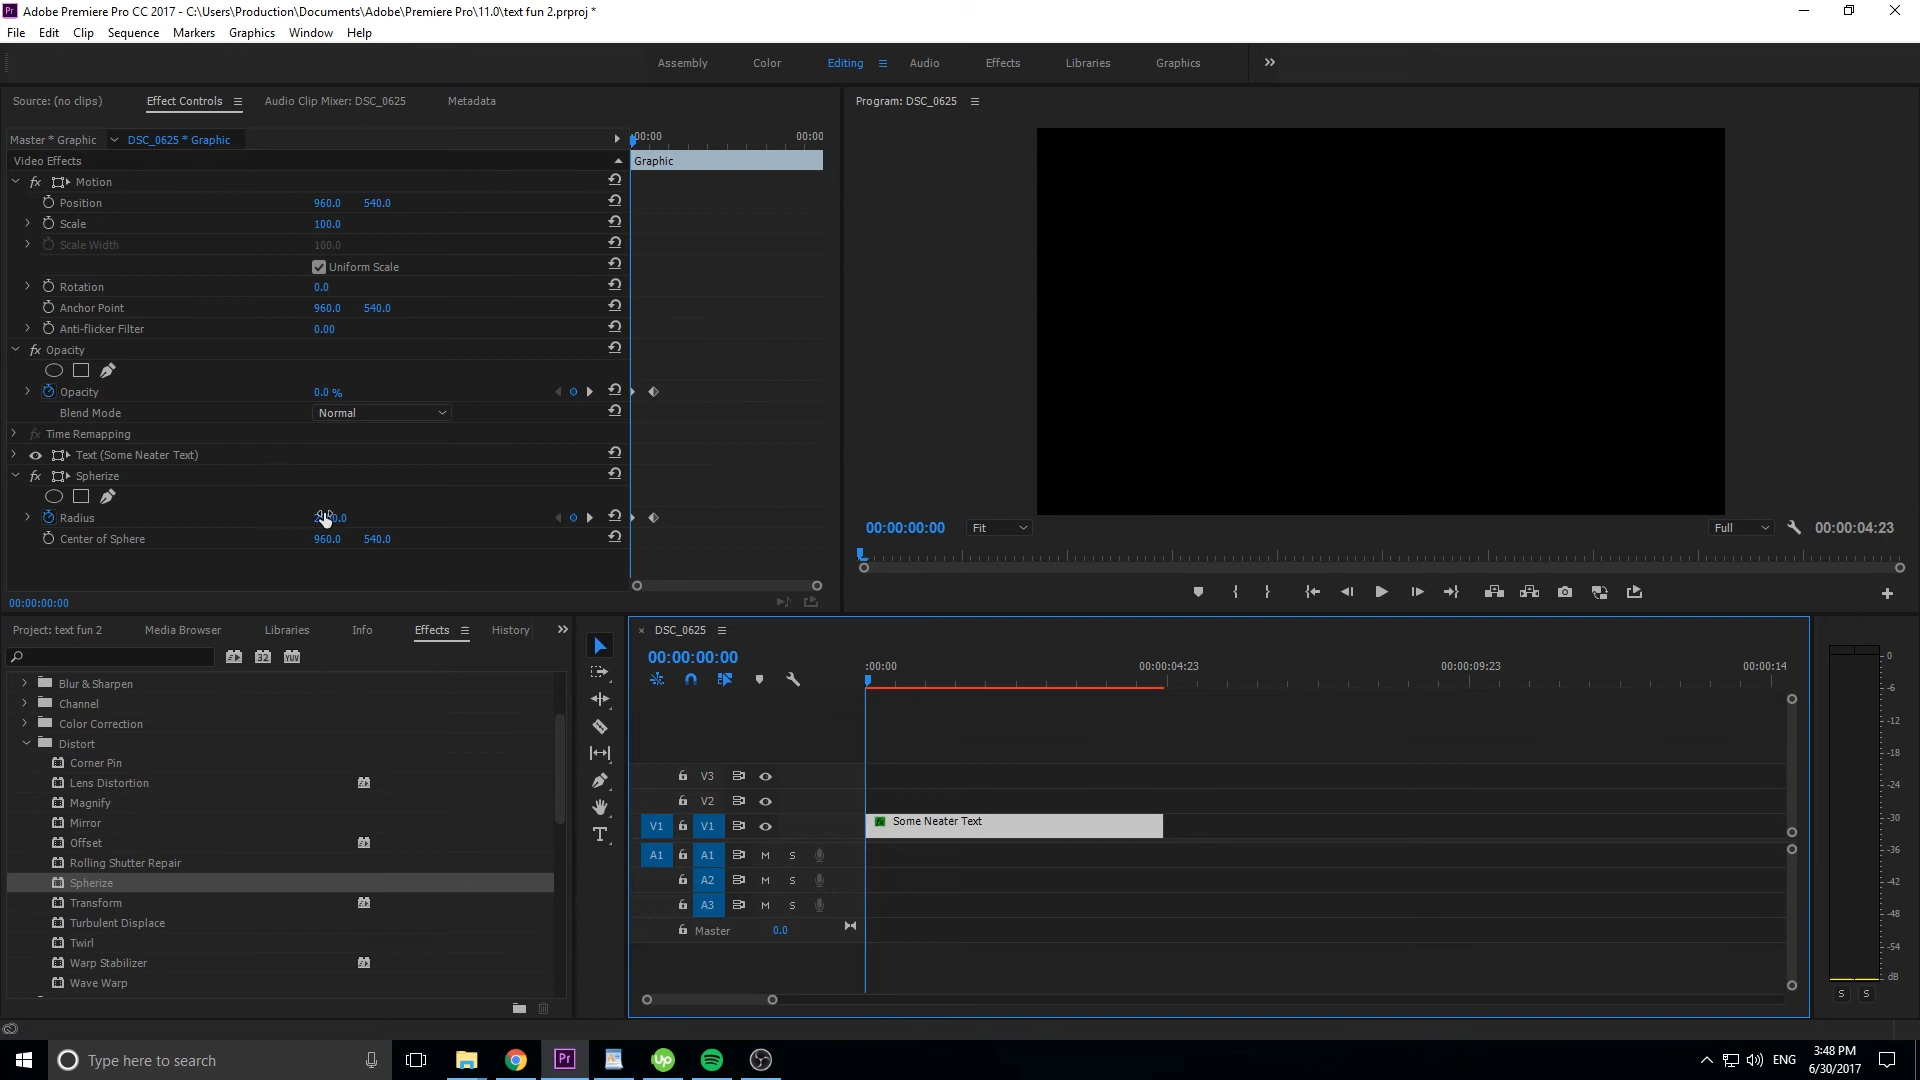 Adobe Premiere Pro CC 2017 - C:\Users\Production\Documents\Adobe\Premiere Pro\11.0\text fun 2.prproj *
File Edit Clip Sequence Markers Graphics Window Help
Assembly Color Editing Audio Effects Libraries Graphics
Source: (no clips) Effect Controls Audio Clip Mixer: DSC_0625 Metadata
Program: DSC_0625
Master * Graphic DSC_0625 * Graphic
:00:00 00:00
Video Effects
Graphic
Motion
Position 960.0 540.0
Scale 100.0
Scale Width 100.0
Uniform Scale
Rotation 0.0
Anchor Point 960.0 540.0
Anti-flicker Filter 0.00
Opacity
Opacity 0.0 %
Blend Mode Normal
Time Remapping
Text (Some Neater Text)
Spherize
Radius
Center of Sphere 960.0 540.0
00:00:00:00
00:00:00:00 Fit Full 00:00:04:23
Project: text fun 2 Media Browser Libraries Info Effects History
32 YUV
Blur & Sharpen
Channel
Color Correction
Distort
Corner Pin
Lens Distortion
Magnify
Mirror
Offset
Rolling Shutter Repair
Spherize
Transform
Turbulent Displace
Twirl
Warp Stabilizer
Wave Warp
T
DSC_0625
00:00:00:00
:00:00 00:00:04:23 00:00:09:23 00:00:14
V3
V2
V1 V1
fx Some Neater Text
A1 A1 M S
A2 M S
A3 M S
Master 0.0
0
-6
-12
-18
-24
-30
-36
-42
-48
-54
dB
S S
Type here to search
Pr
Up
ENG
3:48 PM
6/30/2017